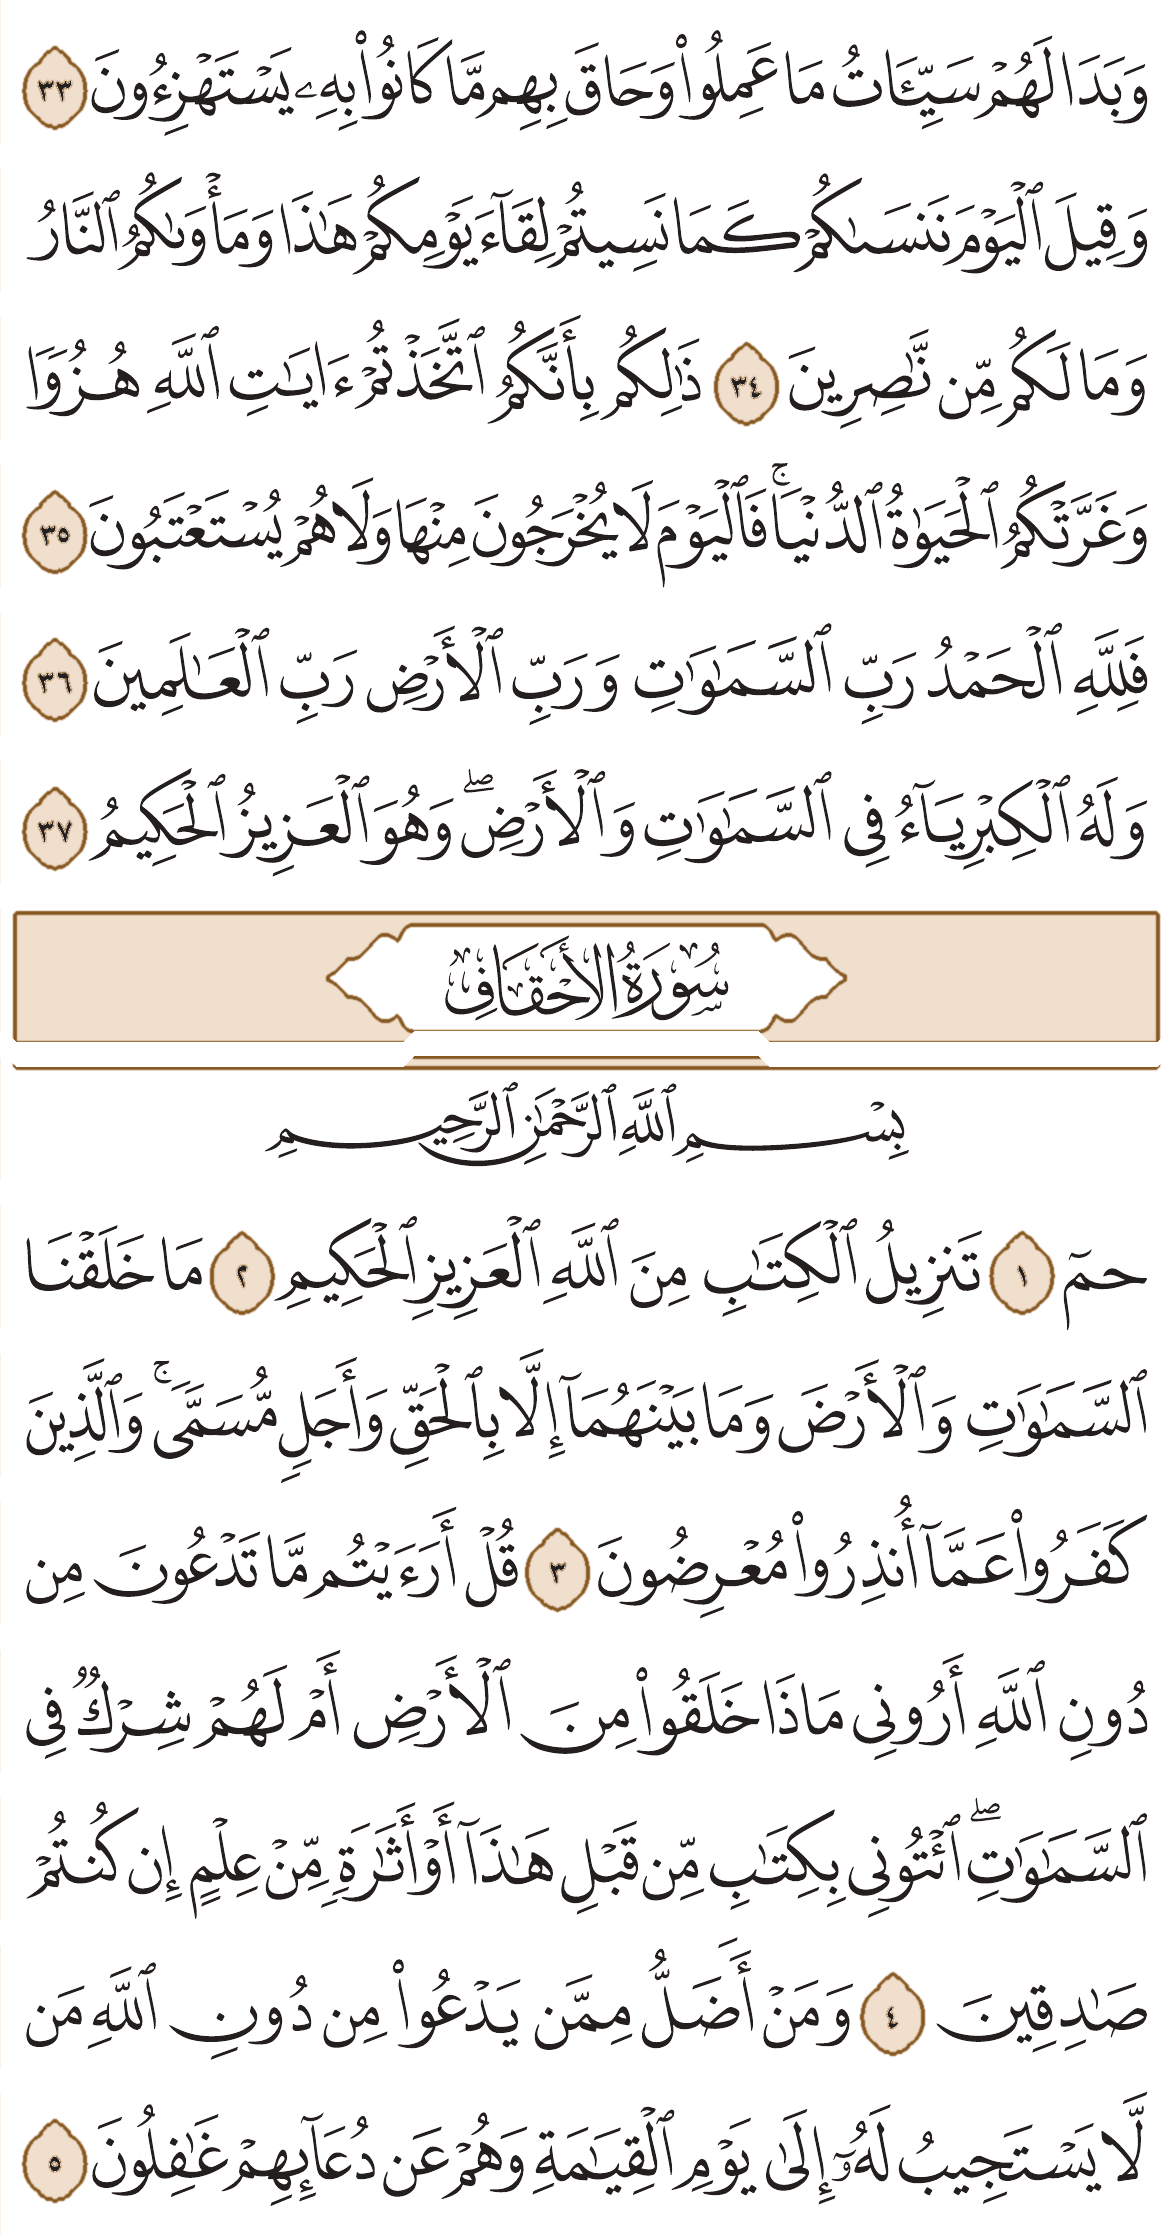 وَبَدَا لَهُمْ سَيِّـَٔاتُ مَا عَمِلُوا۟ وَحَاقَ بِهِم مَّا كَانُوا۟ بِهِۦ يَسْتَهْزِءُونَ ٣٣
وَقِيلَ ٱلْيَوْمَ نَنسَىٰكُمْ كَمَا نَسِيتُمْ لِقَآءَ يَوْمِكُمْ هَـٰذَا وَمَأْوَىٰكُمُ ٱلنَّارُ
وَمَا لَكُم مِّن نَّـٰصِرِينَ ٣٤ ذَٰلِكُم بِأَنَّكُمُ ٱتَّخَذْتُمْ ءَايَـٰتِ ٱللَّهِ هُزُوًا
وَغَرَّتْكُمُ ٱلْحَيَوٰةُ ٱلدُّنْيَا ۚ فَٱلْيَوْمَ لَا يُخْرَجُونَ مِنْهَا وَلَا هُمْ يُسْتَعْتَبُونَ ٣٥
فَلِلَّهِ ٱلْحَمْدُ رَبِّ ٱلسَّمَـٰوَٰتِ وَرَبِّ ٱلْأَرْضِ رَبِّ ٱلْعَـٰلَمِينَ ٣٦
وَلَهُ ٱلْكِبْرِيَآءُ فِى ٱلسَّمَـٰوَٰتِ وَٱلْأَرْضِ ۖ وَهُوَ ٱلْعَزِيزُ ٱلْحَكِيمُ ٣٧
سُورَةُ الأَحْقَافِ
بِسْمِ ٱللَّهِ ٱلرَّحْمَـٰنِ ٱلرَّحِيمِ
حمٓ ١ تَنزِيلُ ٱلْكِتَـٰبِ مِنَ ٱللَّهِ ٱلْعَزِيزِ ٱلْحَكِيمِ ٢ مَا خَلَقْنَا
ٱلسَّمَـٰوَٰتِ وَٱلْأَرْضَ وَمَا بَيْنَهُمَآ إِلَّا بِٱلْحَقِّ وَأَجَلٍ مُّسَمًّى ۚ وَٱلَّذِينَ
كَفَرُوا۟ عَمَّآ أُنذِرُوا۟ مُعْرِضُونَ ٣ قُلْ أَرَءَيْتُم مَّا تَدْعُونَ مِن
دُونِ ٱللَّهِ أَرُونِى مَاذَا خَلَقُوا۟ مِنَ ٱلْأَرْضِ أَمْ لَهُمْ شِرْكٌ فِى
ٱلسَّمَـٰوَٰتِ ۖ ٱئْتُونِى بِكِتَـٰبٍ مِّن قَبْلِ هَـٰذَآ أَوْ أَثَـٰرَةٍ مِّنْ عِلْمٍ إِن كُنتُمْ
صَـٰدِقِينَ ٤ وَمَنْ أَضَلُّ مِمَّن يَدْعُوا۟ مِن دُونِ ٱللَّهِ مَن
لَّا يَسْتَجِيبُ لَهُۥٓ إِلَىٰ يَوْمِ ٱلْقِيَـٰمَةِ وَهُمْ عَن دُعَآئِهِمْ غَـٰفِلُونَ ٥